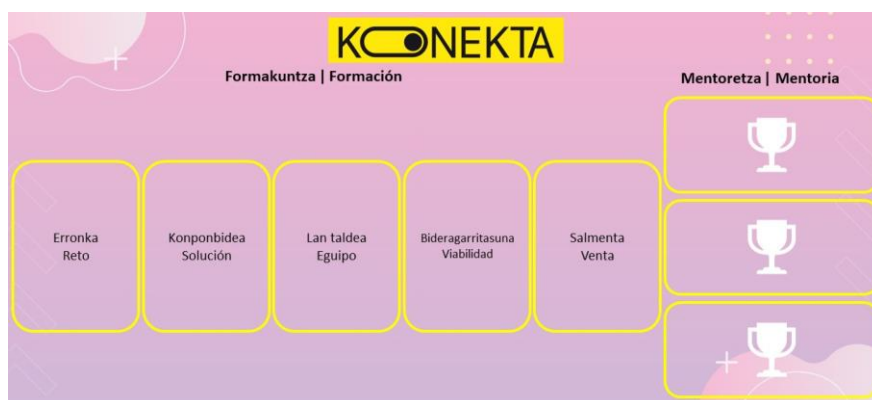 KONEKTA
Formakuntza | Formación
Mentoretza | Mentoria
Erronka
Reto
Konponbidea
Solución
Lan taldea
Eguipo
Bideragarritasuna
Viabilidad
Salmenta
Venta